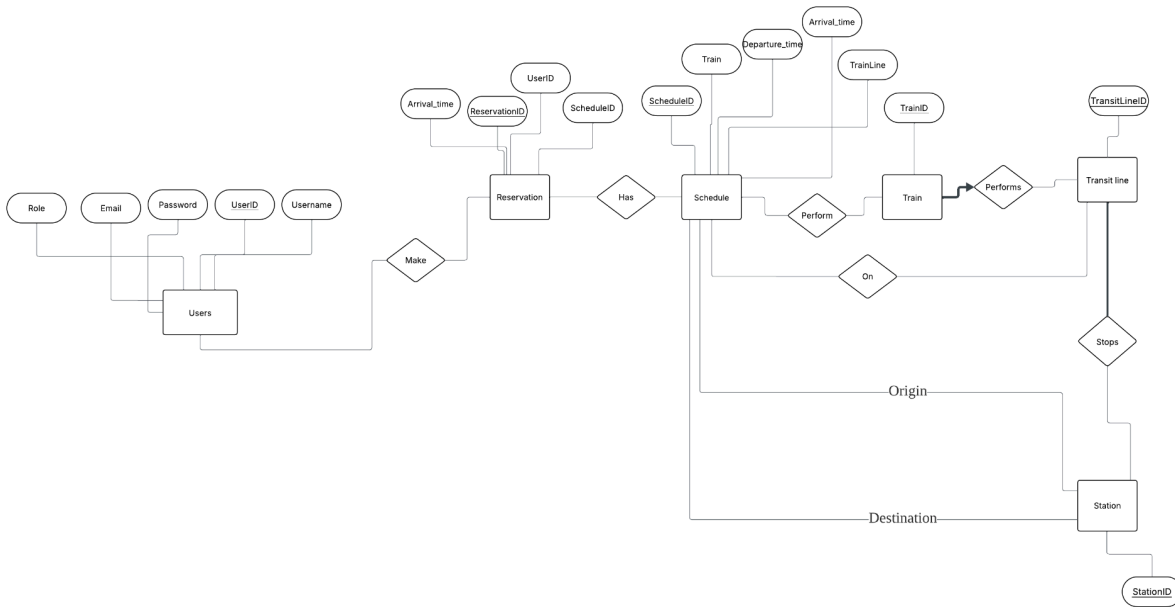 Arrival_time
Departure_time
Train
TrainLine
UserID
ScheduleID
Arrival_time
ReservationID
ScheduleID
TrainID
TransitLineID
Role
Email
Password
UserID
Username
Reservation
Has
Schedule
Perform
Train
Performs
Transit line
Make
On
Users
Stops
Origin
Station
Destination
StationID